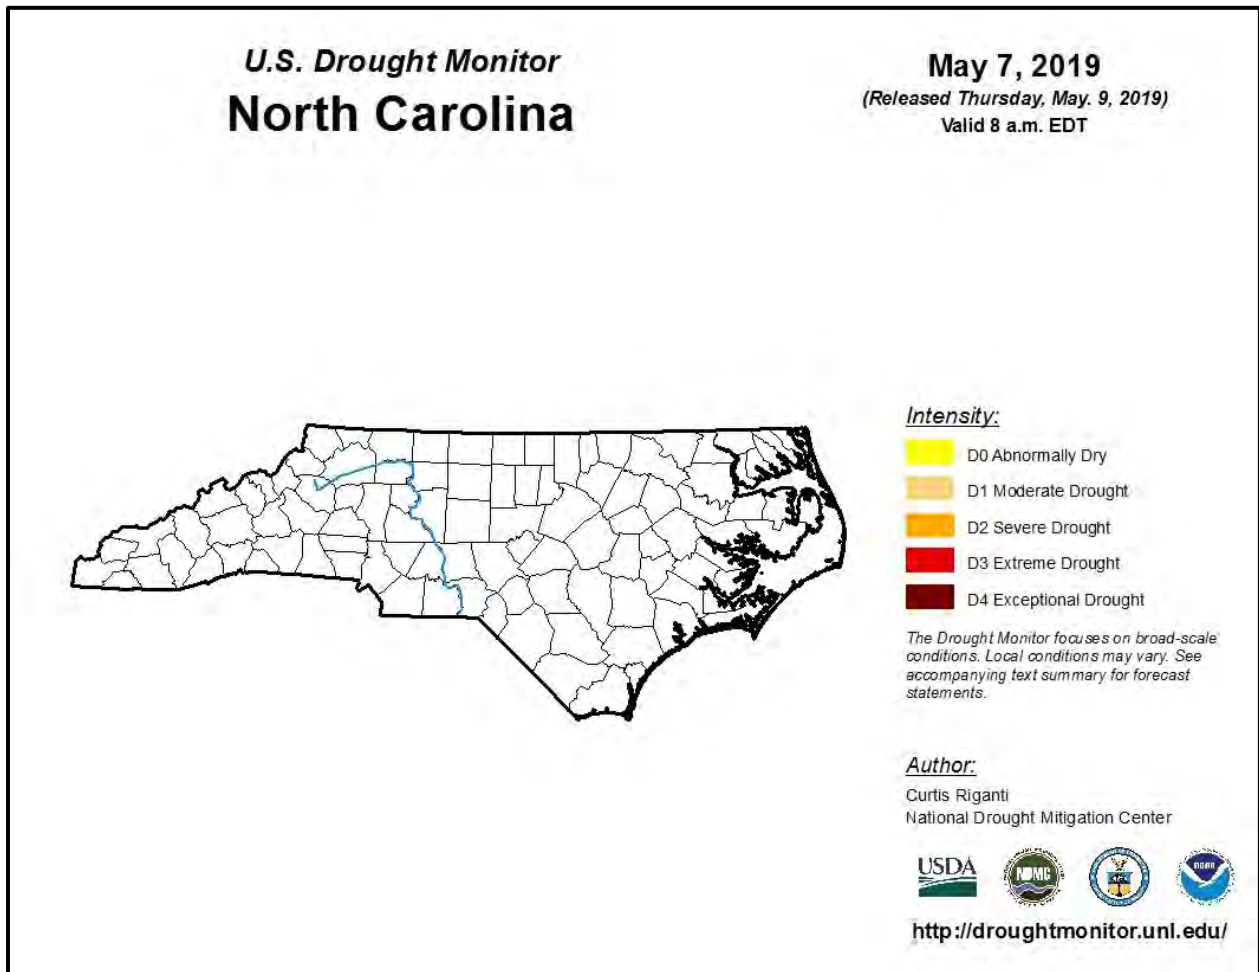 U.S. Drought Monitor
North Carolina
May 7, 2019
(Released Thursday, May. 9, 2019)
Valid 8 a.m. EDT
Intensity:
D0 Abnormally Dry
D1 Moderate Drought
D2 Severe Drought
D3 Extreme Drought
D4 Exceptional Drought
The Drought Monitor focuses on broad-scale
conditions. Local conditions may vary. See
accompanying text summary for forecast
statements.
Author:
Curtis Riganti
National Drought Mitigation Center
USDA
NDMC
NOAA
http://droughtmonitor.unl.edu/